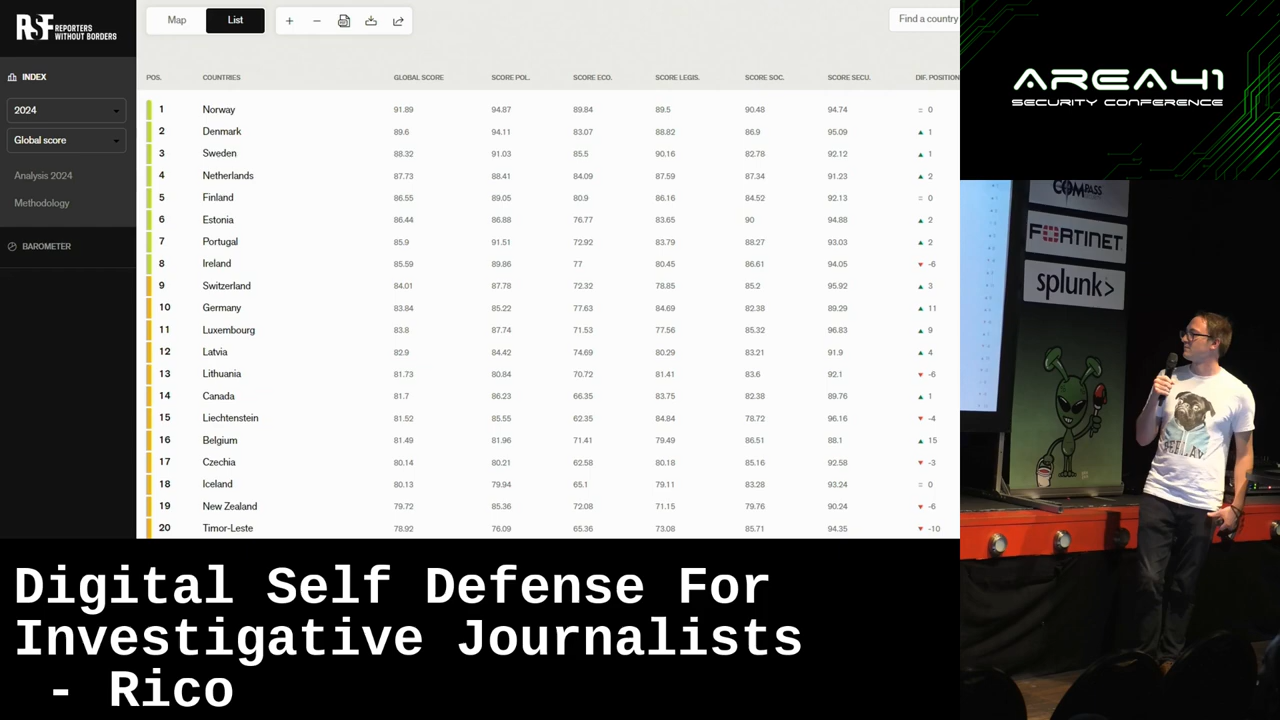 RSF REPORTERS WITHOUT BORDERS
Map List
Find a country
INDEX
2024
Global score
Analysis 2024
Methodology
BAROMETER
POS. COUNTRIES GLOBAL SCORE SCORE POL. SCORE ECO. SCORE LEGIS. SCORE SOC. SCORE SECU. DIF. POSITION
1 Norway 91.89 94.87 89.84 89.5 90.48 94.74 = 0
2 Denmark 89.6 94.11 83.07 88.82 86.9 95.09 ▲ 1
3 Sweden 88.32 91.03 85.5 90.16 82.78 92.12 ▲ 1
4 Netherlands 87.73 88.41 84.09 87.59 87.34 91.23 ▲ 2
5 Finland 86.55 89.05 80.9 86.16 84.52 92.13 = 0
6 Estonia 86.44 86.88 76.77 83.65 90 94.88 ▲ 2
7 Portugal 85.9 91.51 72.92 83.79 88.27 93.03 ▲ 2
8 Ireland 85.59 89.86 77 80.45 86.61 94.05 ▼ -6
9 Switzerland 84.01 87.78 72.32 78.85 85.2 95.92 ▲ 3
10 Germany 83.84 85.22 77.63 84.69 82.38 89.29 ▲ 11
11 Luxembourg 83.8 87.74 71.53 77.56 85.32 96.83 ▲ 9
12 Latvia 82.9 84.42 74.69 80.29 83.21 91.9 ▲ 4
13 Lithuania 81.73 80.84 70.72 81.41 83.6 92.1 ▼ -6
14 Canada 81.7 86.23 66.35 83.75 82.38 89.76 ▲ 1
15 Liechtenstein 81.52 85.55 62.35 84.84 78.72 96.16 ▼ -4
16 Belgium 81.49 81.96 71.41 79.49 86.51 88.1 ▲ 15
17 Czechia 80.14 80.21 62.58 80.18 85.16 92.58 ▼ -3
18 Iceland 80.13 79.94 65.1 79.11 83.28 93.24 = 0
19 New Zealand 79.72 85.36 72.08 71.15 79.76 90.24 ▼ -6
20 Timor-Leste 78.92 76.09 65.36 73.08 85.71 94.35 ▼ -10
AREA41
SECURITY CONFERENCE
COMPASS
FORTINET
splunk>
Digital Self Defense For
Investigative Journalists
- Rico